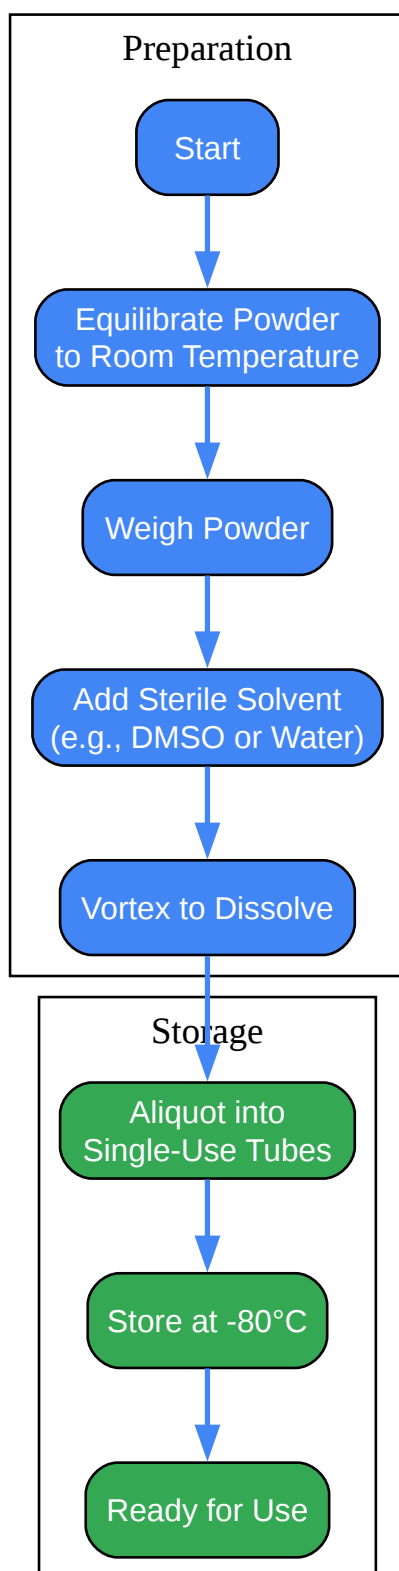 Preparation
Start
Equilibrate Powder
to Room Temperature
Weigh Powder
Add Sterile Solvent
(e.g., DMSO or Water)
Vortex to Dissolve
Storage
Aliquot into
Single-Use Tubes
Store at -80°C
Ready for Use